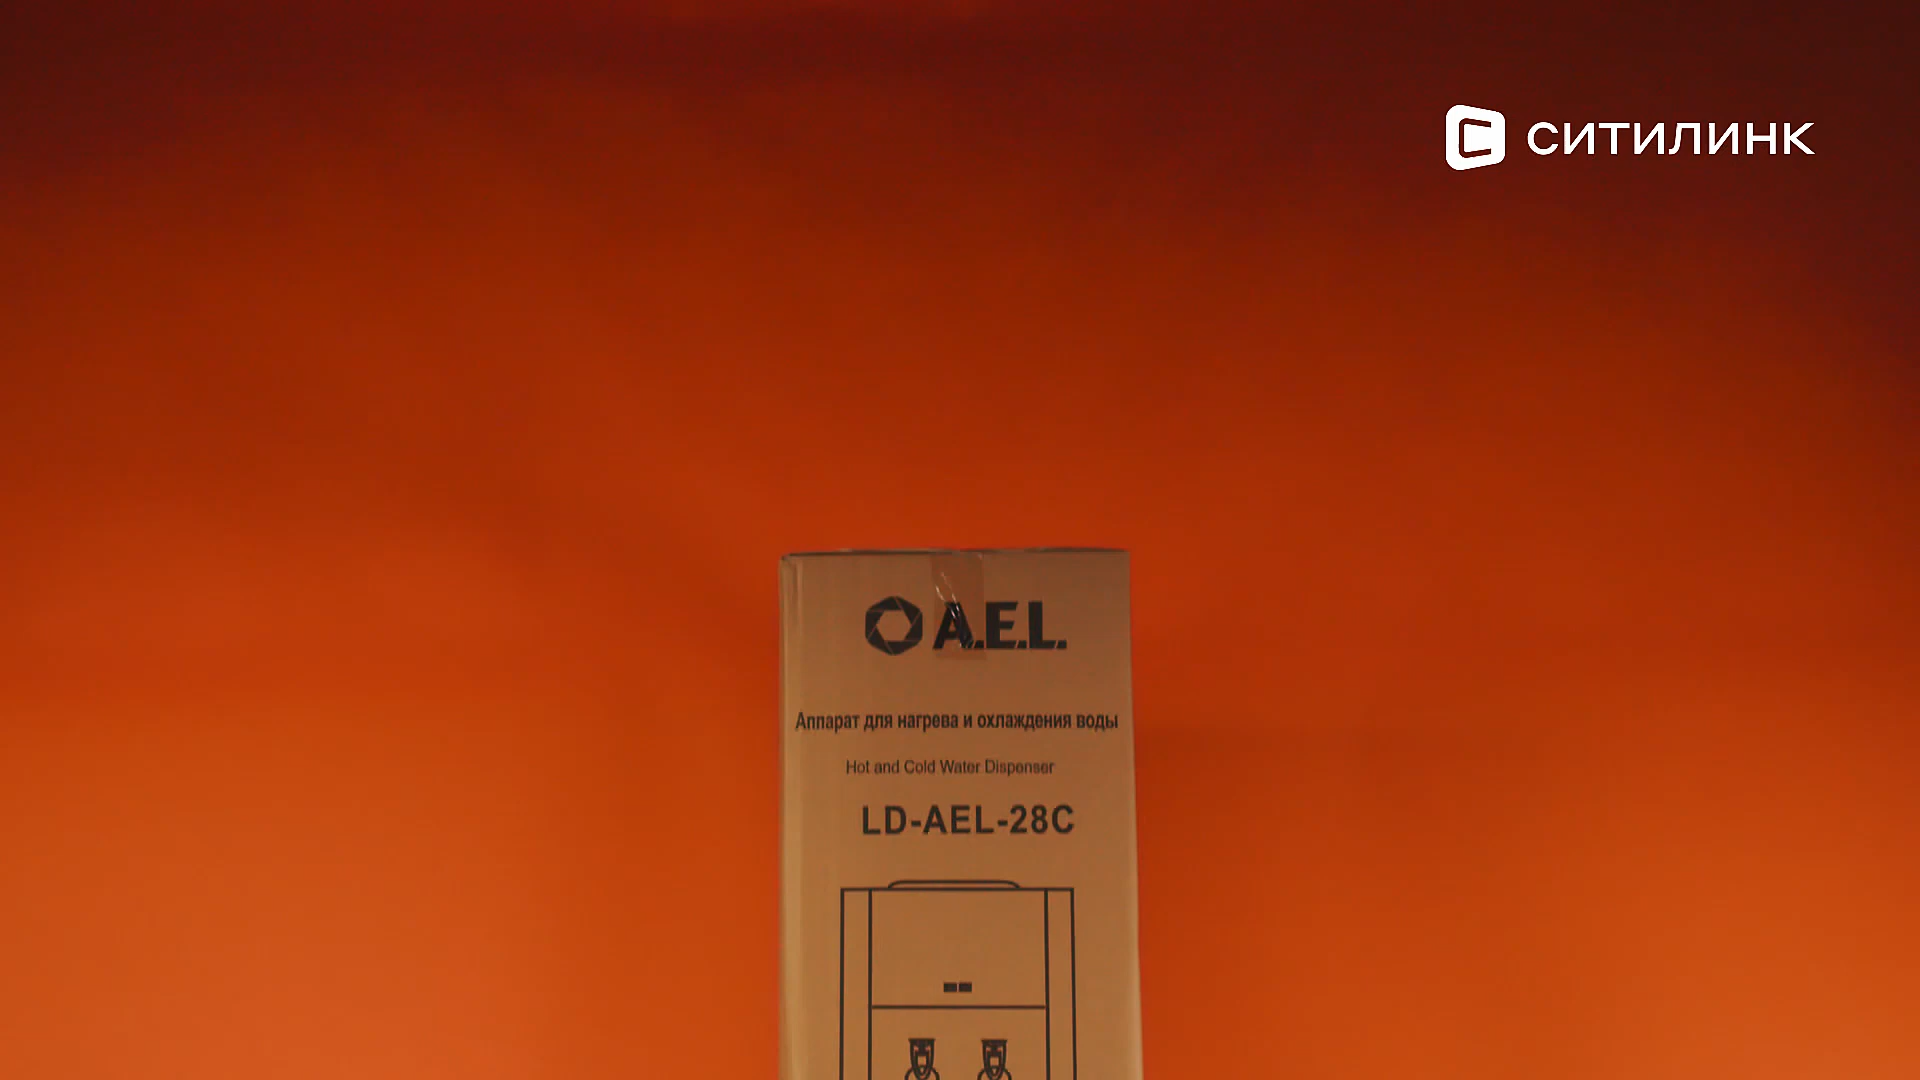 СИТИЛИНК
A.E.L.
Аппарат для нагрева и охлаждения воды
Hot and Cold Water Dispenser
LD-AEL-28C